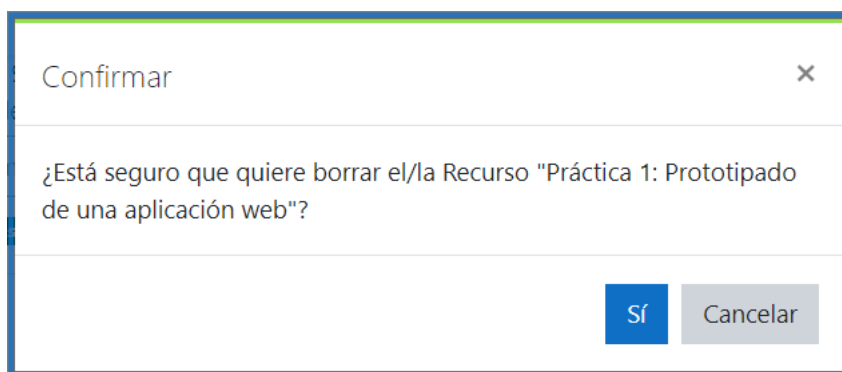 Confirmar ×
¿Está seguro que quiere borrar el/la Recurso "Práctica 1: Prototipado
de una aplicación web"?
Sí Cancelar